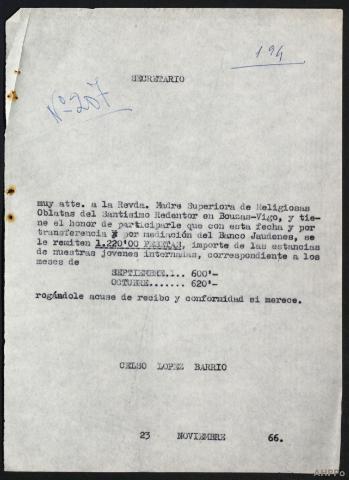 194
SECRETARIO
Nº 207
muy atte. a la Revda. Madre Superiora de Religiosas
Oblatas del Santísimo Redentor en Bouzas-Vigo, y tie-
ne el honor de participarle que con esta fecha y por
transferencia y por mediación del Banco Jaudenes, se
le remiten 1.220'00 PESETAS, importe de las estancias
de nuestras jovenes internadas, correspondiente a los
meses de
SEPTIEMBRE.1.. 600'-
OCTUBRE....... 620'-
rogándole acuse de recibo y conformidad si merece.
CELSO LOPEZ BARRIO
23 NOVIEMBRE 66.
AHPFo